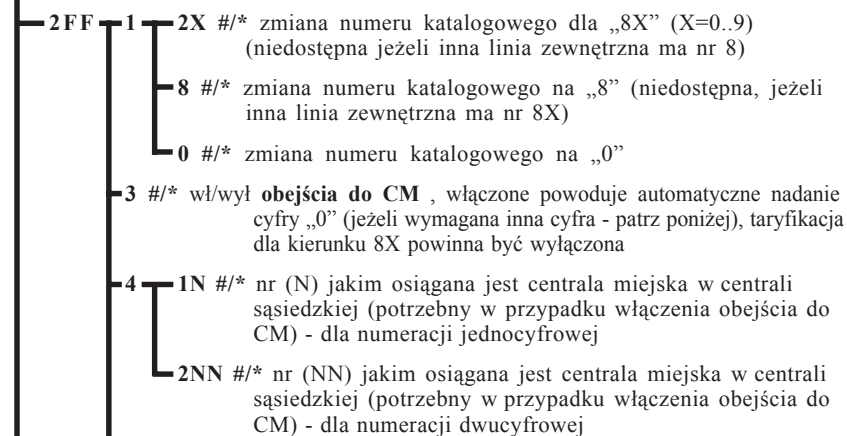 2FF 1 2X #/* zmiana numeru katalogowego dla „8X” (X=0..9)
(niedostępna jeżeli inna linia zewnętrzna ma nr 8)
8 #/* zmiana numeru katalogowego na „8” (niedostępna, jeżeli
inna linia zewnętrzna ma nr 8X)
0 #/* zmiana numeru katalogowego na „0”
3 #/* wł/wył obejścia do CM , włączone powoduje automatyczne nadanie
cyfry „0” (jeżeli wymagana inna cyfra - patrz poniżej), taryfikacja
dla kierunku 8X powinna być wyłączona
4 1N #/* nr (N) jakim osiągana jest centrala miejska w centrali
sąsiedzkiej (potrzebny w przypadku włączenia obejścia do
CM) - dla numeracji jednocyfrowej
2NN #/* nr (NN) jakim osiągana jest centrala miejska w centrali
sąsiedzkiej (potrzebny w przypadku włączenia obejścia do
CM) - dla numeracji dwucyfrowej